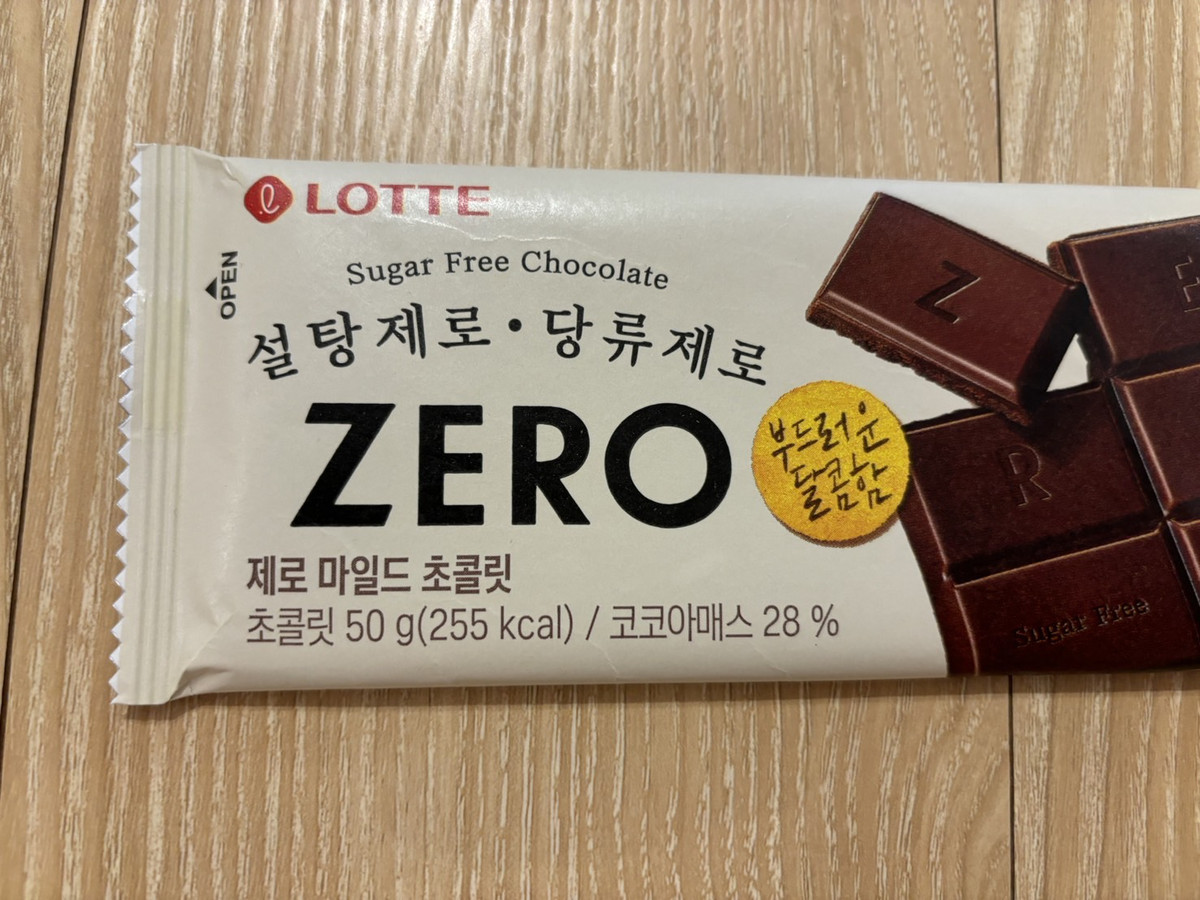 LOTTE
OPEN
Sugar Free Chocolate
설탕제로·당류제로
ZERO
부드러운
달콤함
제로 마일드 초콜릿
초콜릿 50 g(255 kcal) / 코코아매스 28 %
Z
R
Sugar Free